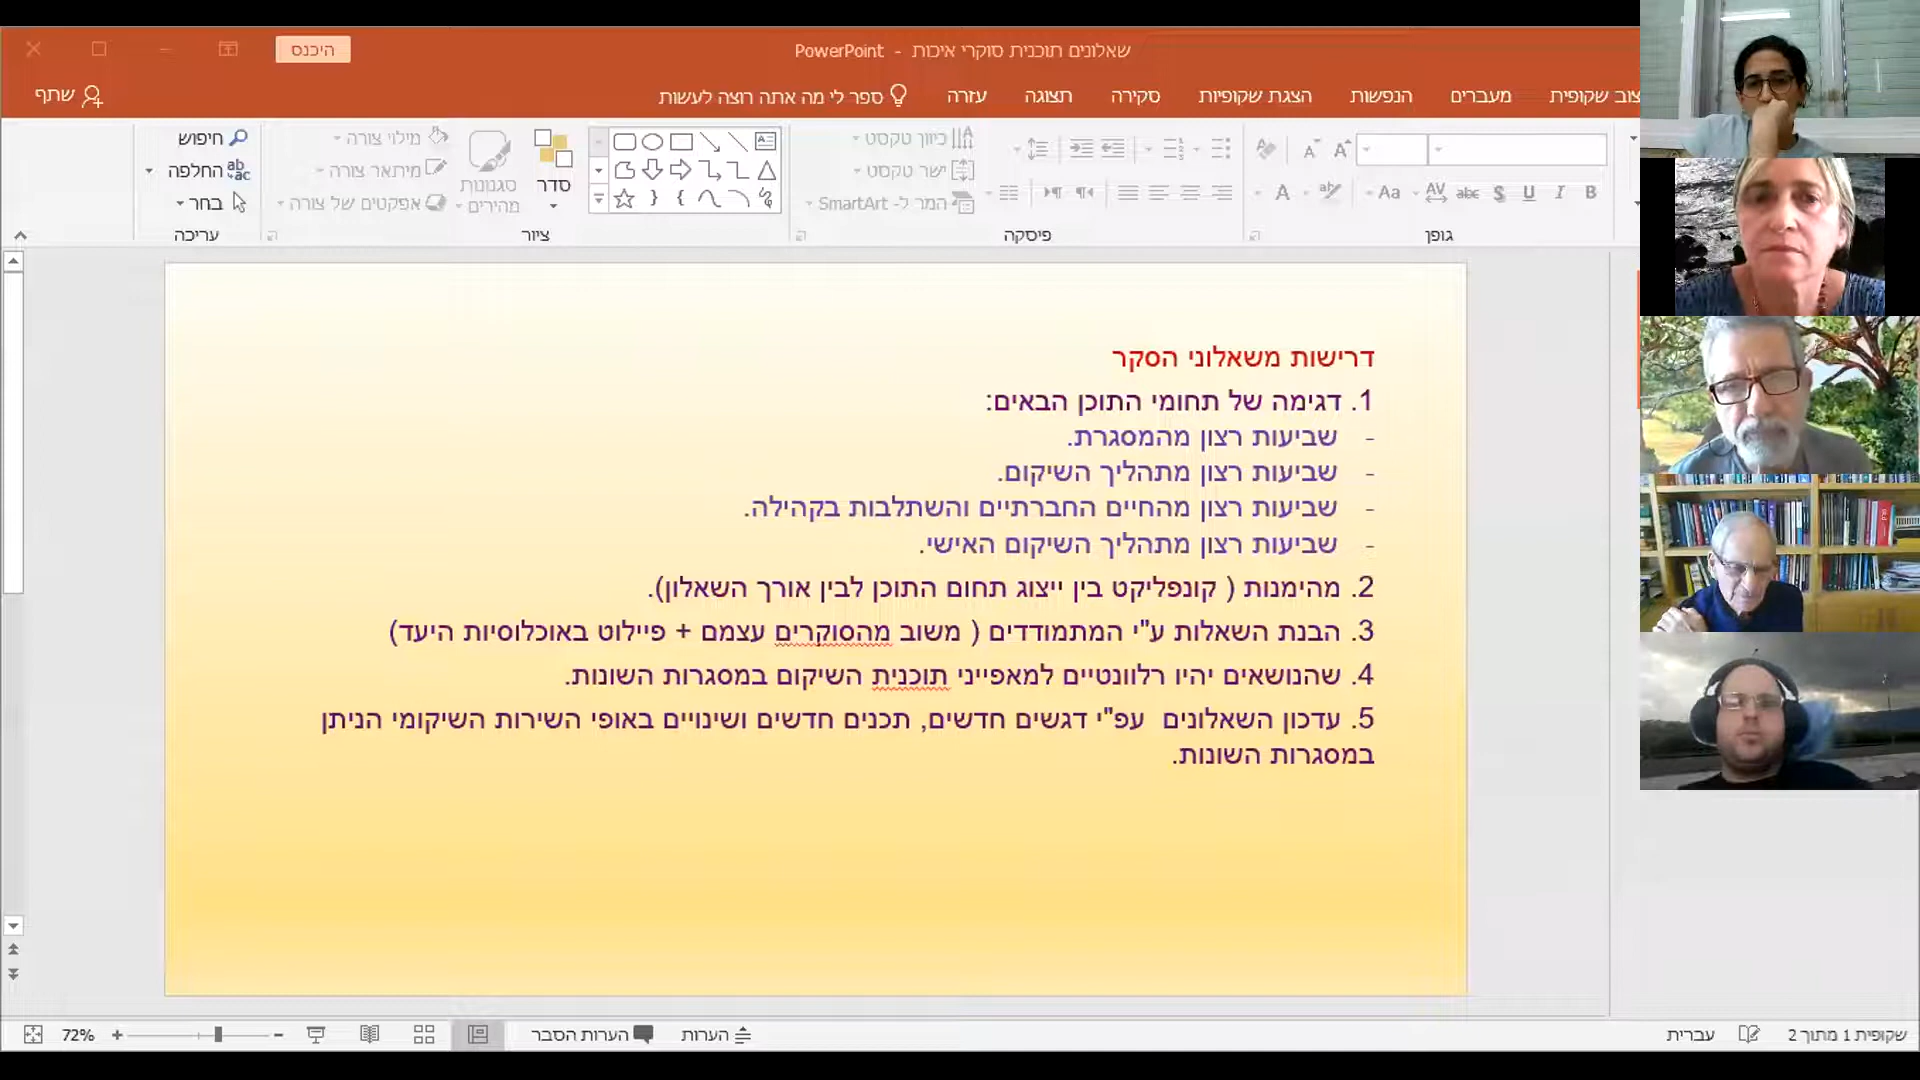 שאלונים תוכנית סוקרי איכות - PowerPoint
היכנס
צוב שקופית
מעברים
הנפשות
הצגת שקופיות
סקירה
תצוגה
עזרה
ספר לי מה אתה רוצה לעשות
שתף
כיוון טקסט
ישר טקסט
המר ל- SmartArt
סדר
סגנונות
מהירים
מילוי צורה
מיתאר צורה
אפקטים של צורה
חיפוש
החלפה
בחר
גופן
פיסקה
ציור
עריכה
דרישות משאלוני הסקר
1. דגימה של תחומי התוכן הבאים:
- שביעות רצון מהמסגרת.
- שביעות רצון מתהליך השיקום.
- שביעות רצון מהחיים החברתיים והשתלבות בקהילה.
- שביעות רצון מתהליך השיקום האישי.
2. מהימנות ( קונפליקט בין ייצוג תחום התוכן לבין אורך השאלון).
3. הבנת השאלות ע"י המתמודדים ( משוב מהסוקרים עצמם + פיילוט באוכלוסיות היעד)
4. שהנושאים יהיו רלוונטיים למאפייני תוכנית השיקום במסגרות השונות.
5. עדכון השאלונים עפ"י דגשים חדשים, תכנים חדשים ושינויים באופי השירות השיקומי הניתן
במסגרות השונות.
שקופית 1 מתוך 2
עברית
הערות
הערות הסבר
72%